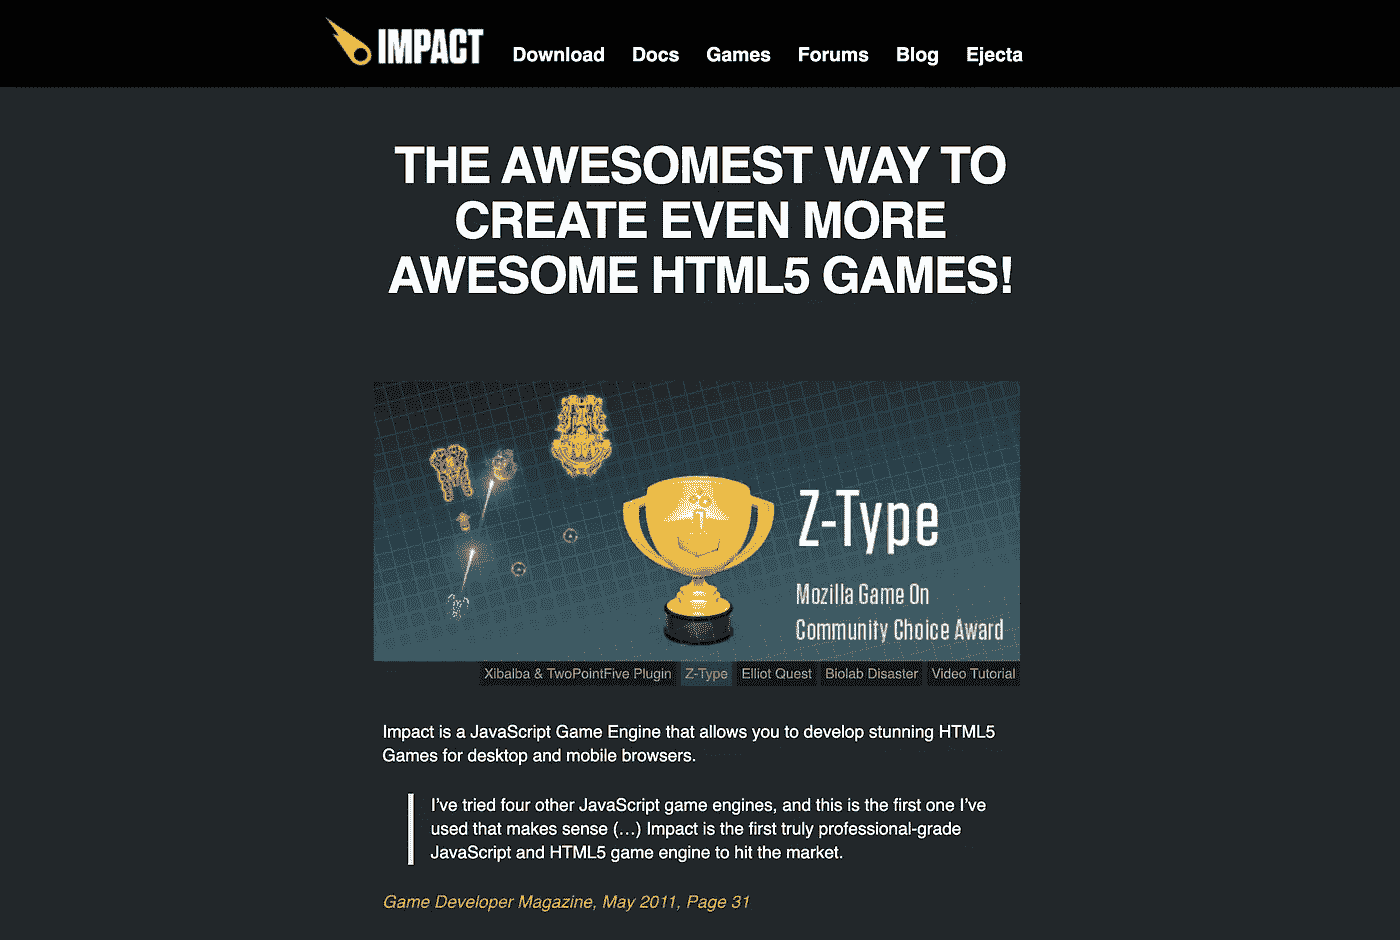 IMPACT Download Docs Games Forums Blog Ejecta
THE AWESOMEST WAY TO
CREATE EVEN MORE
AWESOME HTML5 GAMES!
Z-Type
Mozilla Game On
Community Choice Award
Xibalba & TwoPointFive Plugin Z-Type Elliot Quest Biolab Disaster Video Tutorial
Impact is a JavaScript Game Engine that allows you to develop stunning HTML5
Games for desktop and mobile browsers.
I’ve tried four other JavaScript game engines, and this is the first one I’ve
used that makes sense (…) Impact is the first truly professional-grade
JavaScript and HTML5 game engine to hit the market.
Game Developer Magazine, May 2011, Page 31